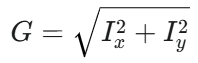 G = \sqrt{I_x^2 + I_y^2}